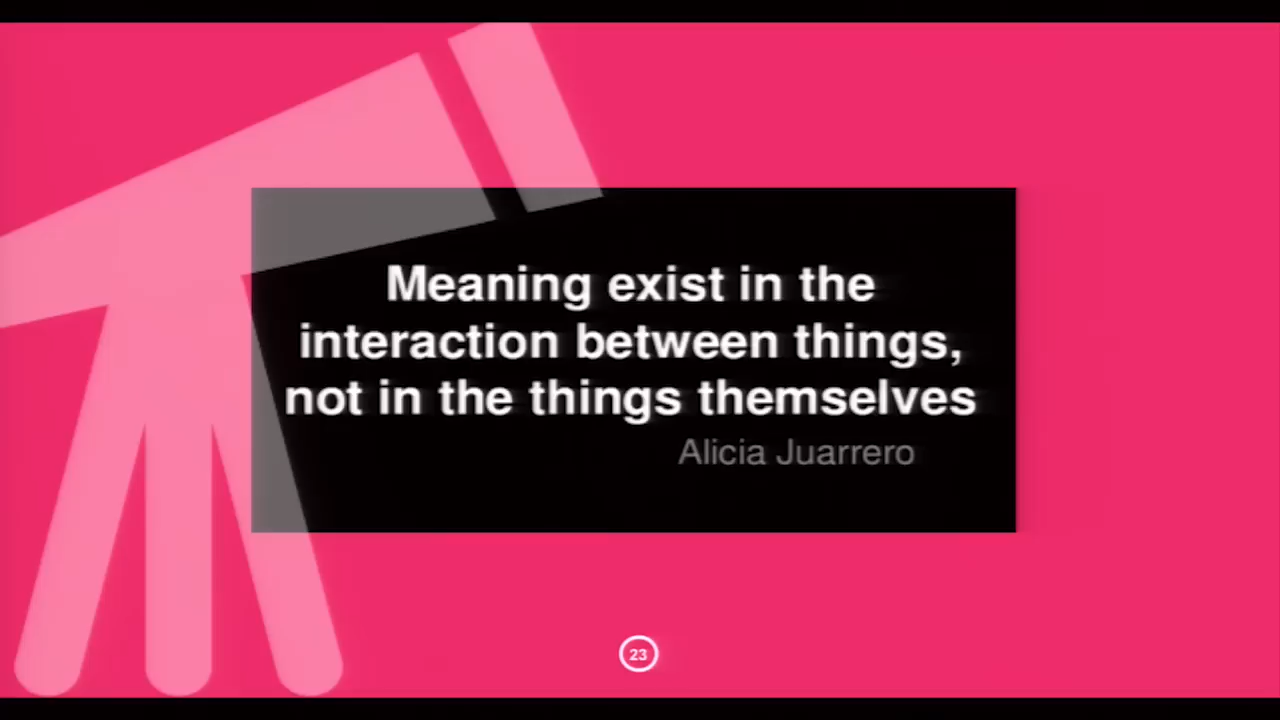 Meaning exist in the
interaction between things,
not in the things themselves
Alicia Juarrero
23